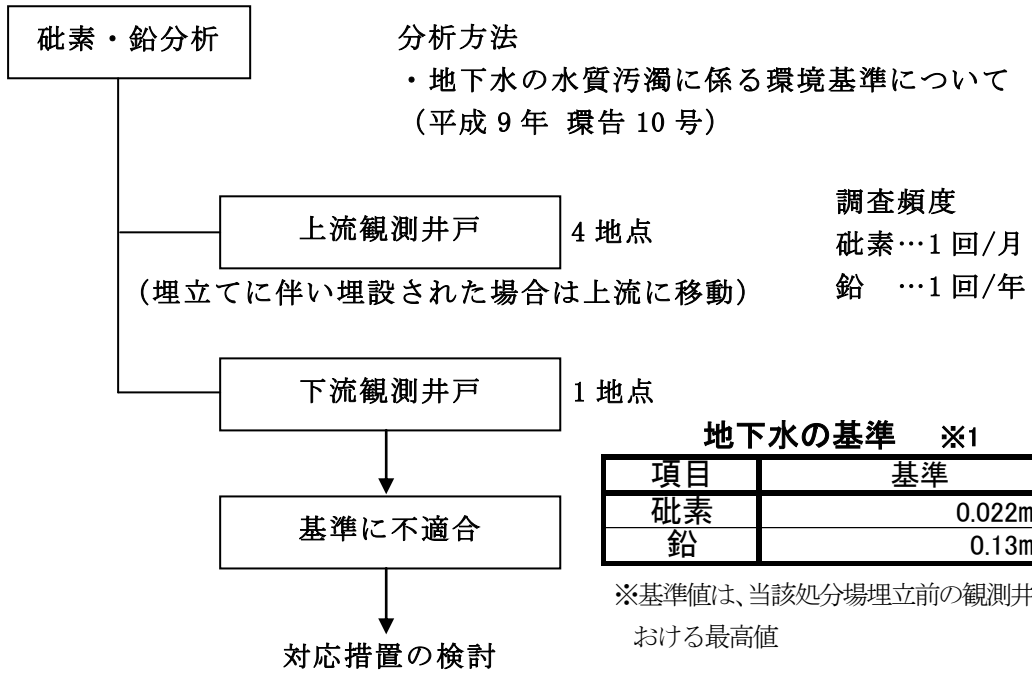 砒素・鉛分析
分析方法
・地下水の水質汚濁に係る環境基準について
（平成 9 年 環告 10 号）
上流観測井戸
4 地点
（埋立てに伴い埋設された場合は上流に移動）
調査頻度
砒素…1 回/月
鉛 …1 回/年
下流観測井戸
1 地点
地下水の基準 ※1
項目 基準
砒素 0.022m
鉛 0.13m
※基準値は、当該処分場埋立前の観測井
おける最高値
基準に不適合
対応措置の検討